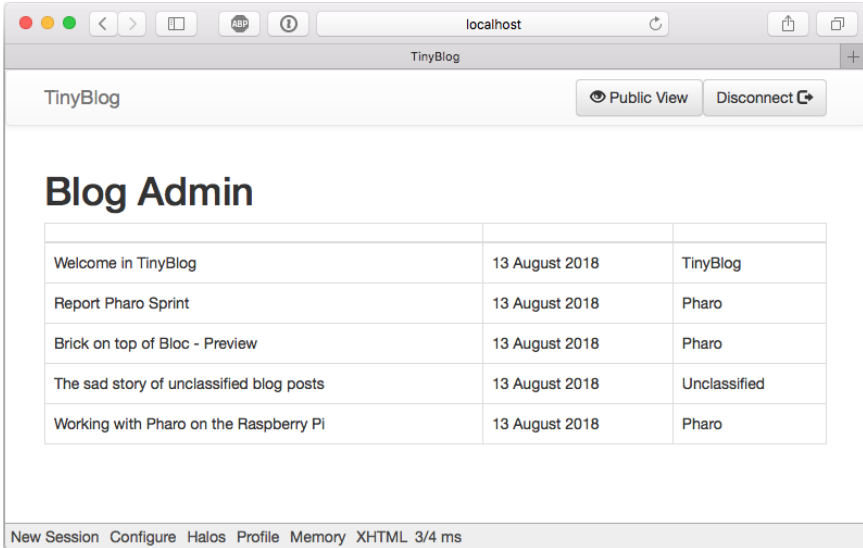 ABP
localhost
TinyBlog
TinyBlog Public View Disconnect
Blog Admin
Welcome in TinyBlog 13 August 2018 TinyBlog
Report Pharo Sprint 13 August 2018 Pharo
Brick on top of Bloc - Preview 13 August 2018 Pharo
The sad story of unclassified blog posts 13 August 2018 Unclassified
Working with Pharo on the Raspberry Pi 13 August 2018 Pharo
New Session Configure Halos Profile Memory XHTML 3/4 ms